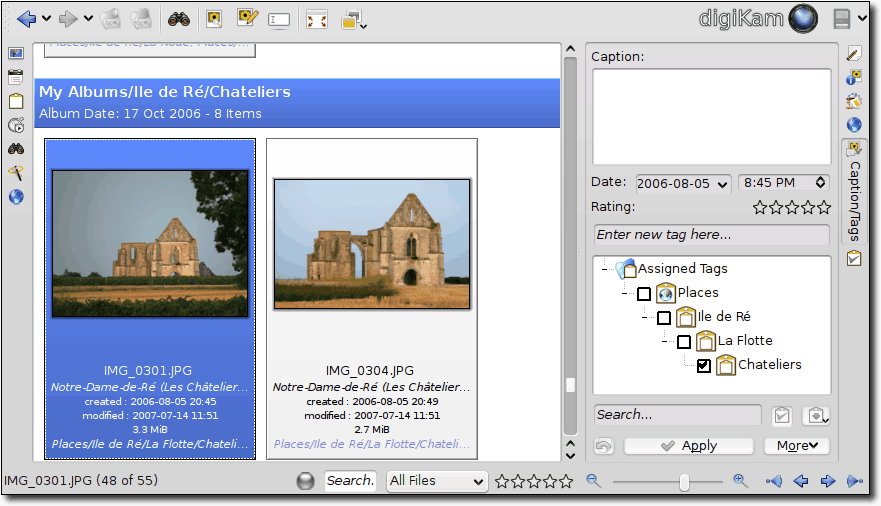 digiKam
Places/Ile de Ré/La Noue, Places/...
My Albums/Ile de Ré/Chateliers
Album Date: 17 Oct 2006 - 8 Items
IMG_0301.JPG
Notre-Dame-de-Ré (Les Châtelier...
created : 2006-08-05 20:45
modified : 2007-07-14 11:51
3.3 MiB
Places/Ile de Ré/La Flotte/Chateli...
IMG_0304.JPG
Notre-Dame-de-Ré (Les Châtelier...
created : 2006-08-05 20:49
modified : 2007-07-14 11:51
2.7 MiB
Places/Ile de Ré/La Flotte/Chateli...
Caption:
Date: 2006-08-05 8:45 PM
Rating:
Enter new tag here...
Assigned Tags
Places
Ile de Ré
La Flotte
Chateliers
Search...
Apply
More
Caption/Tags
IMG_0301.JPG (48 of 55)
Search.
All Files